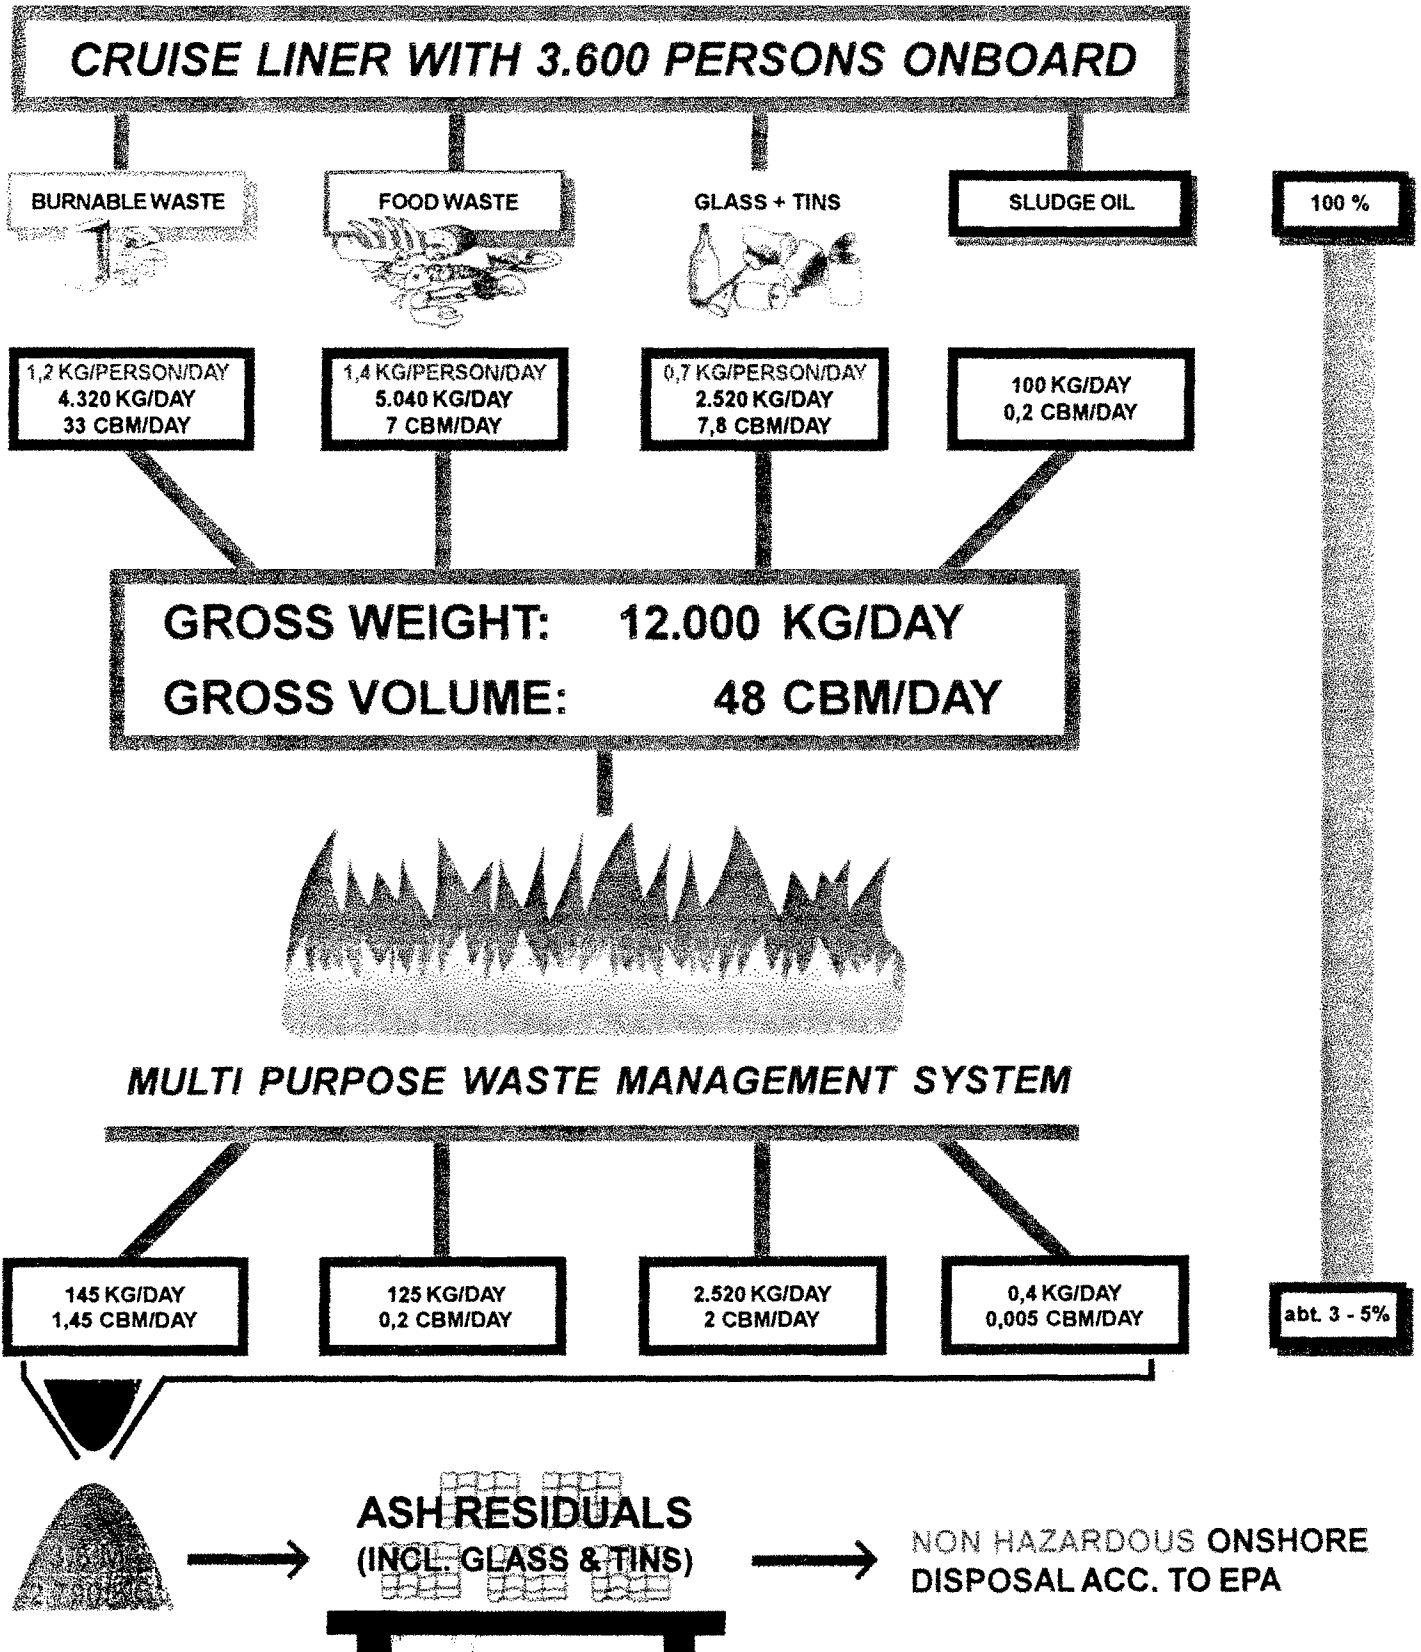 CRUISE LINER WITH 3.600 PERSONS ONBOARD
BURNABLE WASTE
FOOD WASTE
GLASS + TINS
SLUDGE OIL
100 %
1,2 KG/PERSON/DAY
4.320 KG/DAY
33 CBM/DAY
1,4 KG/PERSON/DAY
5.040 KG/DAY
7 CBM/DAY
0,7 KG/PERSON/DAY
2.520 KG/DAY
7,8 CBM/DAY
100 KG/DAY
0,2 CBM/DAY
GROSS WEIGHT: 12.000 KG/DAY
GROSS VOLUME: 48 CBM/DAY
MULTI PURPOSE WASTE MANAGEMENT SYSTEM
145 KG/DAY
1,45 CBM/DAY
125 KG/DAY
0,2 CBM/DAY
2.520 KG/DAY
2 CBM/DAY
0,4 KG/DAY
0,005 CBM/DAY
abt. 3 - 5%
ASH RESIDUALS
(INCL. GLASS & TINS)
NON HAZARDOUS ONSHORE
DISPOSAL ACC. TO EPA